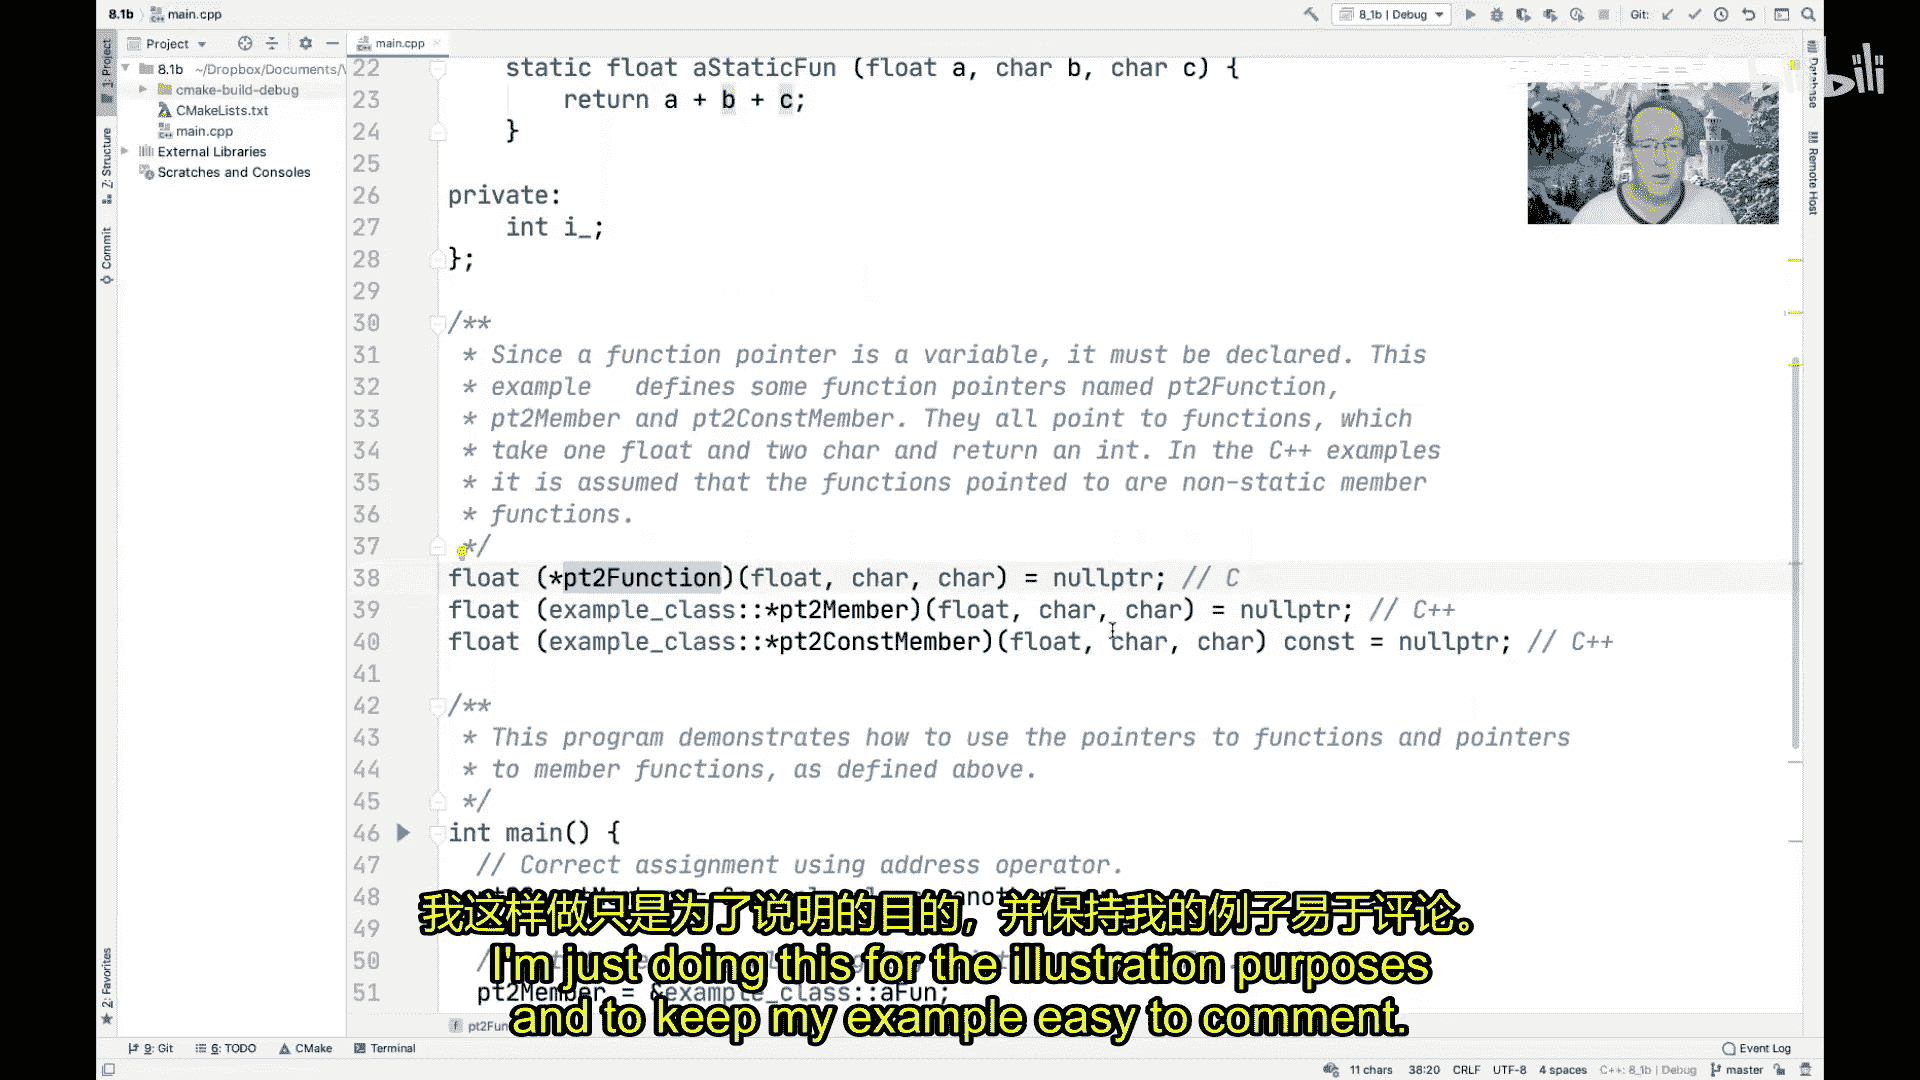 8.1b main.cpp
8_1b | Debug
Git:
Project
main.cpp
8.1b ~/Dropbox/Documents/
cmake-build-debug
CMakeLists.txt
main.cpp
External Libraries
Scratches and Consoles
1: Project
7: Structure
Commit
2: Favorites
Database
Remote Host
bilibili
22 static float aStaticFun (float a, char b, char c) {
23 return a + b + c;
24 }
25
26 private:
27 int i_;
28 };
29
30 /**
31 * Since a function pointer is a variable, it must be declared. This
32 * example defines some function pointers named pt2Function,
33 * pt2Member and pt2ConstMember. They all point to functions, which
34 * take one float and two char and return an int. In the C++ examples
35 * it is assumed that the functions pointed to are non-static member
36 * functions.
37 */
38 float (*pt2Function)(float, char, char) = nullptr; // C
39 float (example_class::*pt2Member)(float, char, char) = nullptr; // C++
40 float (example_class::*pt2ConstMember)(float, char, char) const = nullptr; // C++
41
42 /**
43 * This program demonstrates how to use the pointers to functions and pointers
44 * to member functions, as defined above.
45 */
46 int main() {
47 // Correct assignment using address operator.
48
49
50
51 pt2Member = &example_class::aFun;
我这样做只是为了说明的目的，并保持我的例子易于评论。
I'm just doing this for the illustration purposes
and to keep my example easy to comment.
9: Git 6: TODO CMake Terminal
Event Log
11 chars 38:20 CRLF UTF-8 4 spaces C++: 8_1b | Debug master